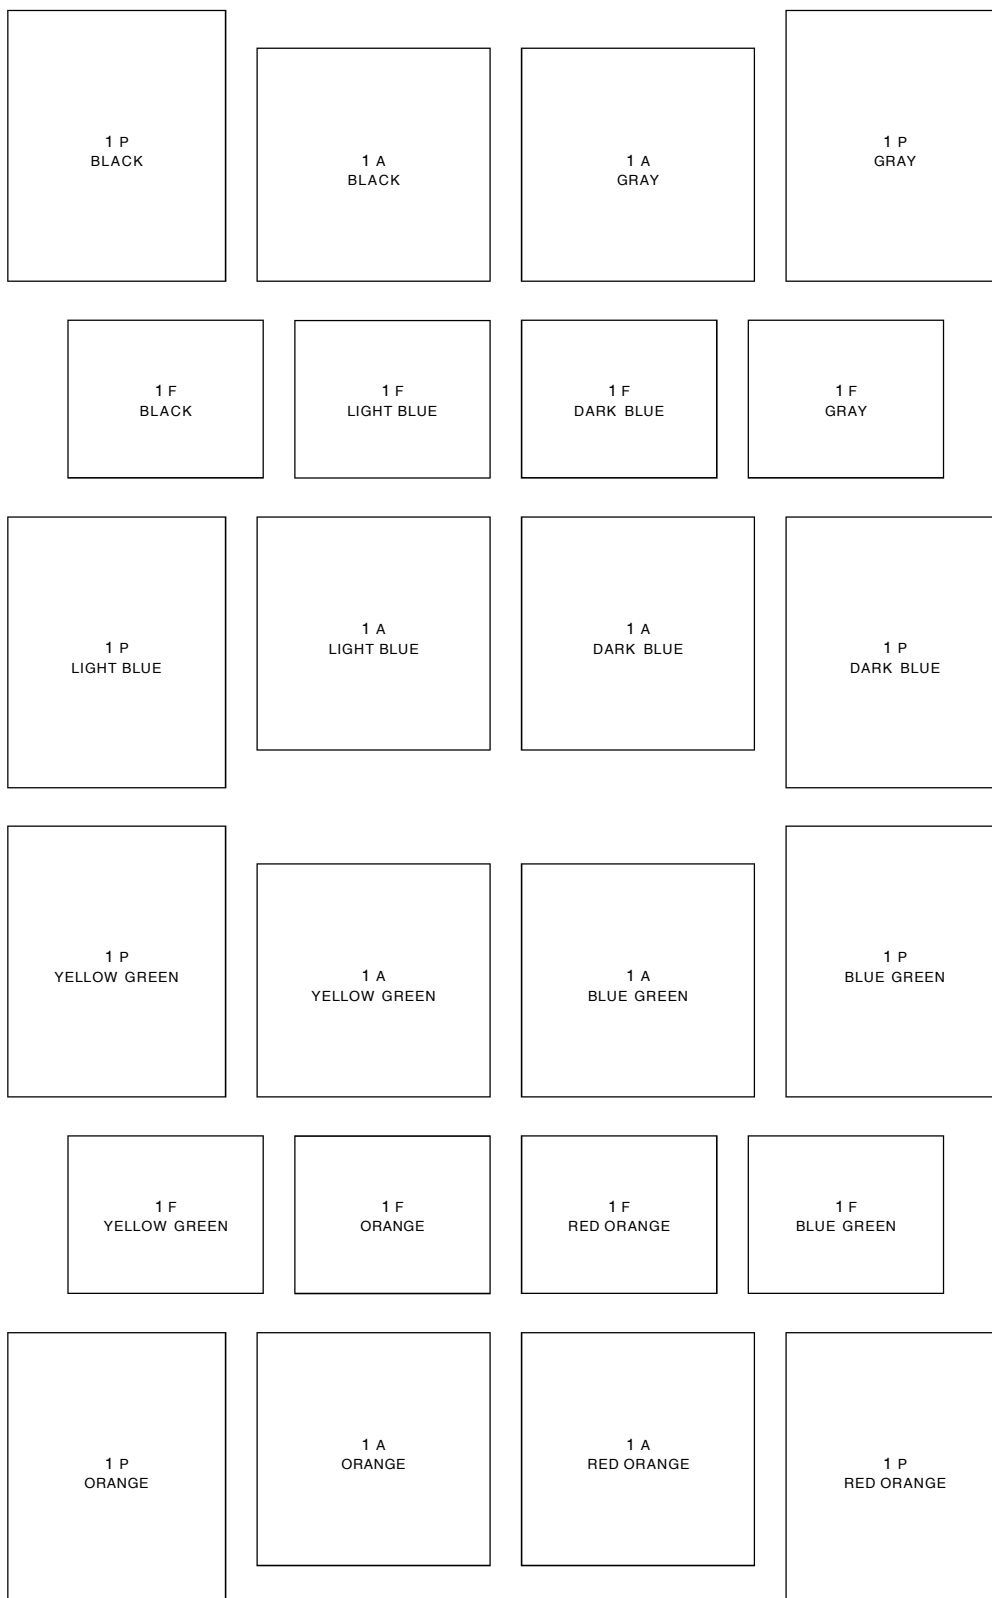 1 P
BLACK
1 A
BLACK
1 A
GRAY
1 P
GRAY
1 F
BLACK
1 F
LIGHT BLUE
1 F
DARK BLUE
1 F
GRAY
1 P
LIGHT BLUE
1 A
LIGHT BLUE
1 A
DARK BLUE
1 P
DARK BLUE
1 P
YELLOW GREEN
1 A
YELLOW GREEN
1 A
BLUE GREEN
1 P
BLUE GREEN
1 F
YELLOW GREEN
1 F
ORANGE
1 F
RED ORANGE
1 F
BLUE GREEN
1 P
ORANGE
1 A
ORANGE
1 A
RED ORANGE
1 P
RED ORANGE